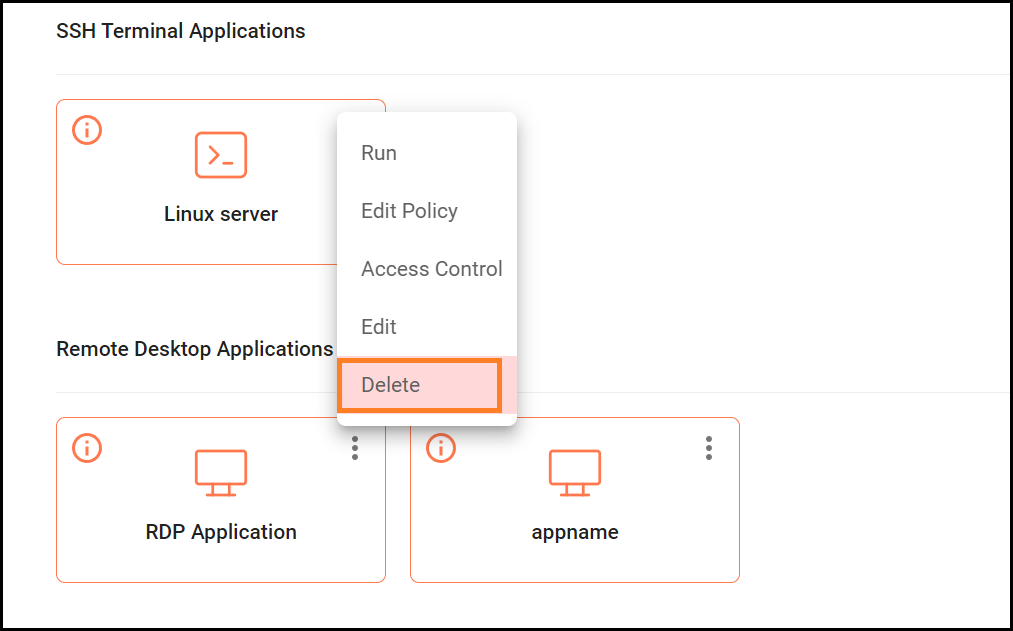 SSH Terminal Applications
Linux server
Run
Edit Policy
Access Control
Edit
Delete
Remote Desktop Applications
RDP Application
appname